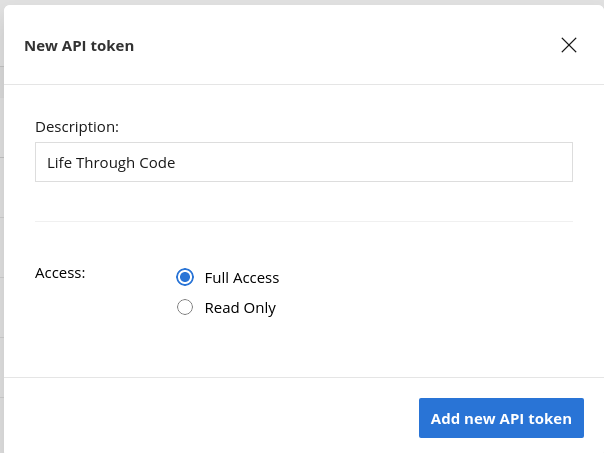 New API token
Description:
Life Through Code
Access:
Full Access
Read Only
Add new API token